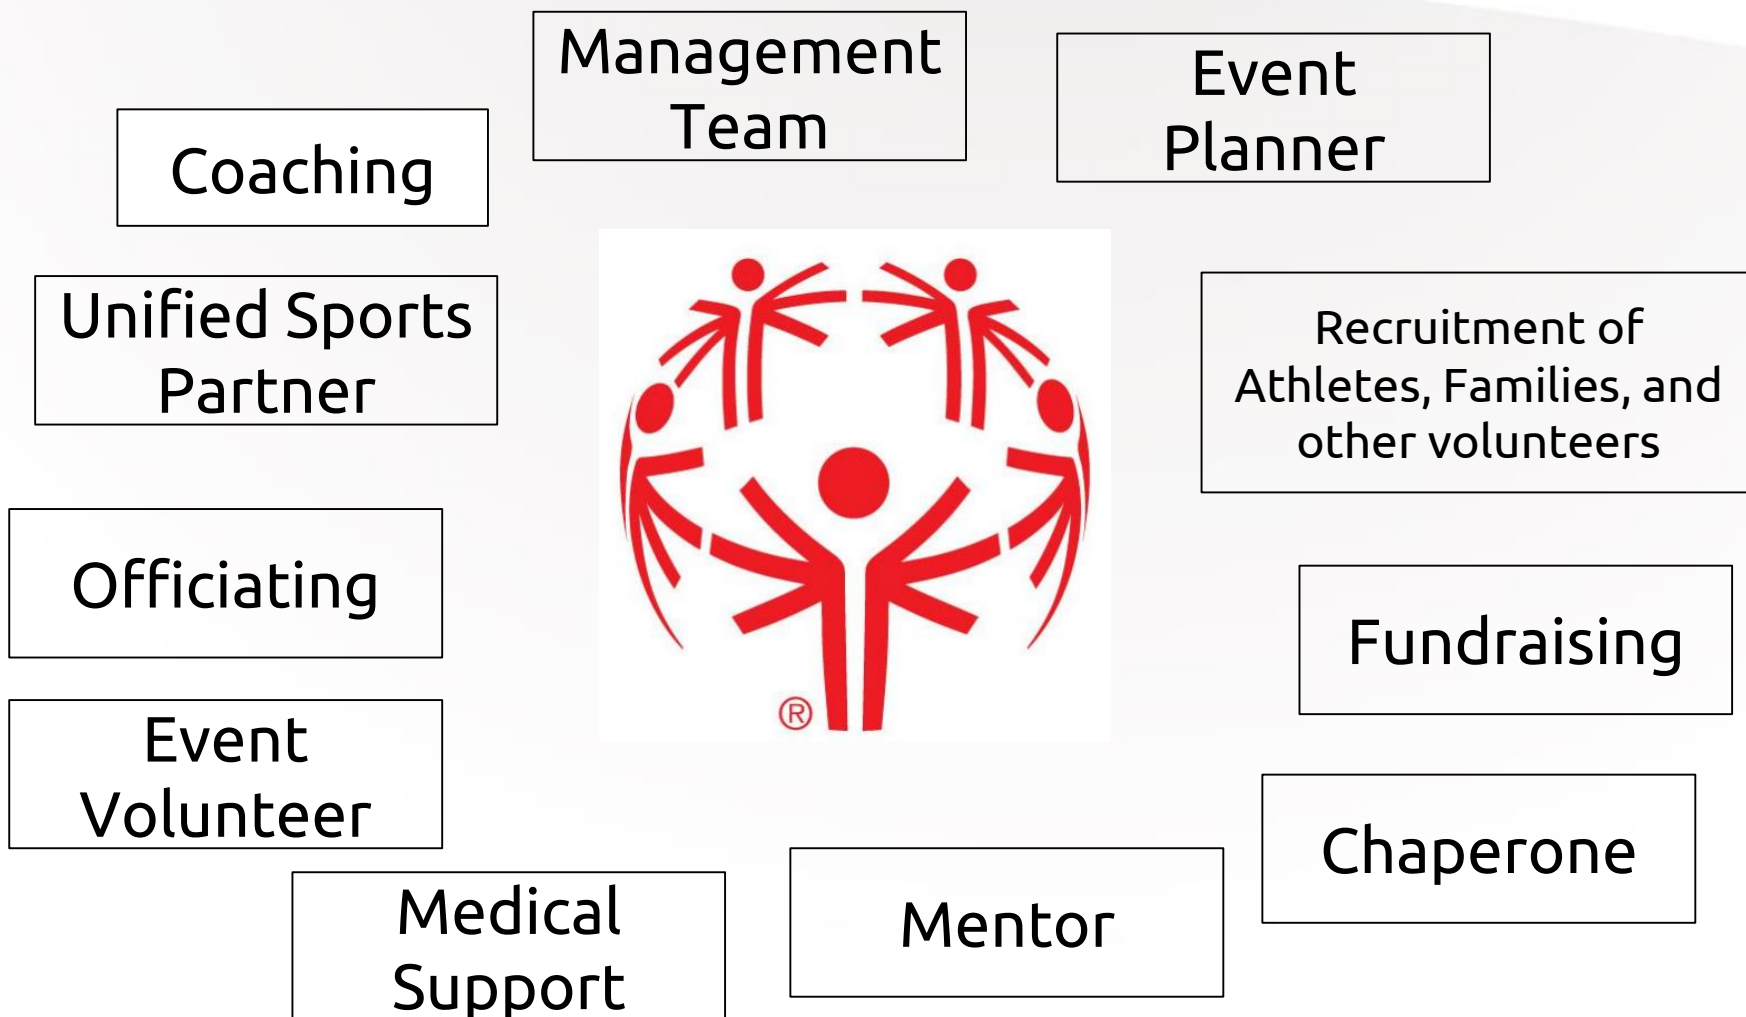 Management
Team
Event
Planner
Coaching
Unified Sports
Partner
Recruitment of
Athletes, Families, and
other volunteers
Officiating
Fundraising
®
Event
Volunteer
Chaperone
Medical
Support
Mentor